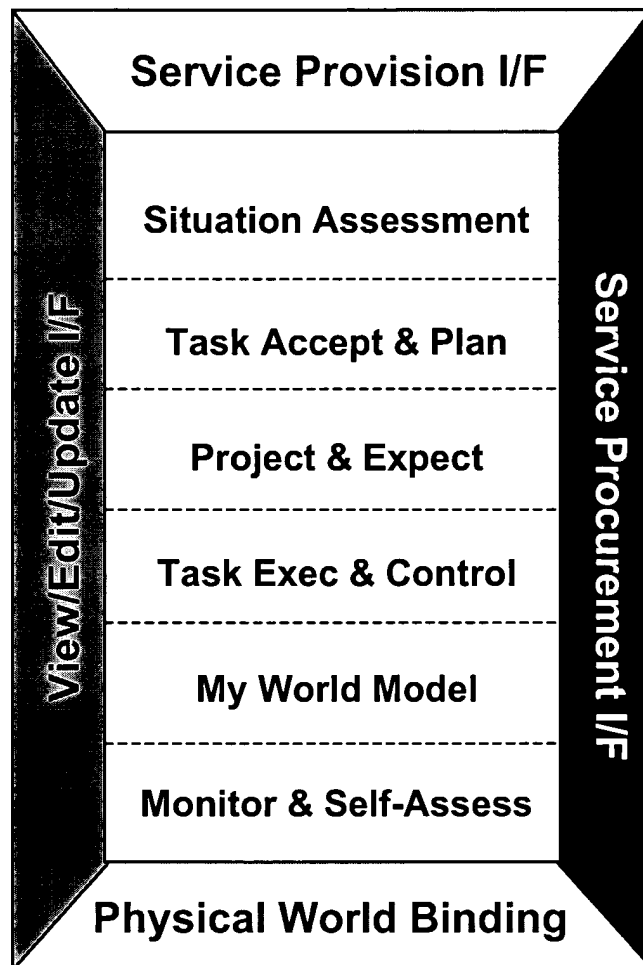 Service Provision I/F
View/Edit/Update I/F
Situation Assessment
Task Accept & Plan
Project & Expect
Task Exec & Control
My World Model
Monitor & Self-Assess
Service Procurement I/F
Physical World Binding